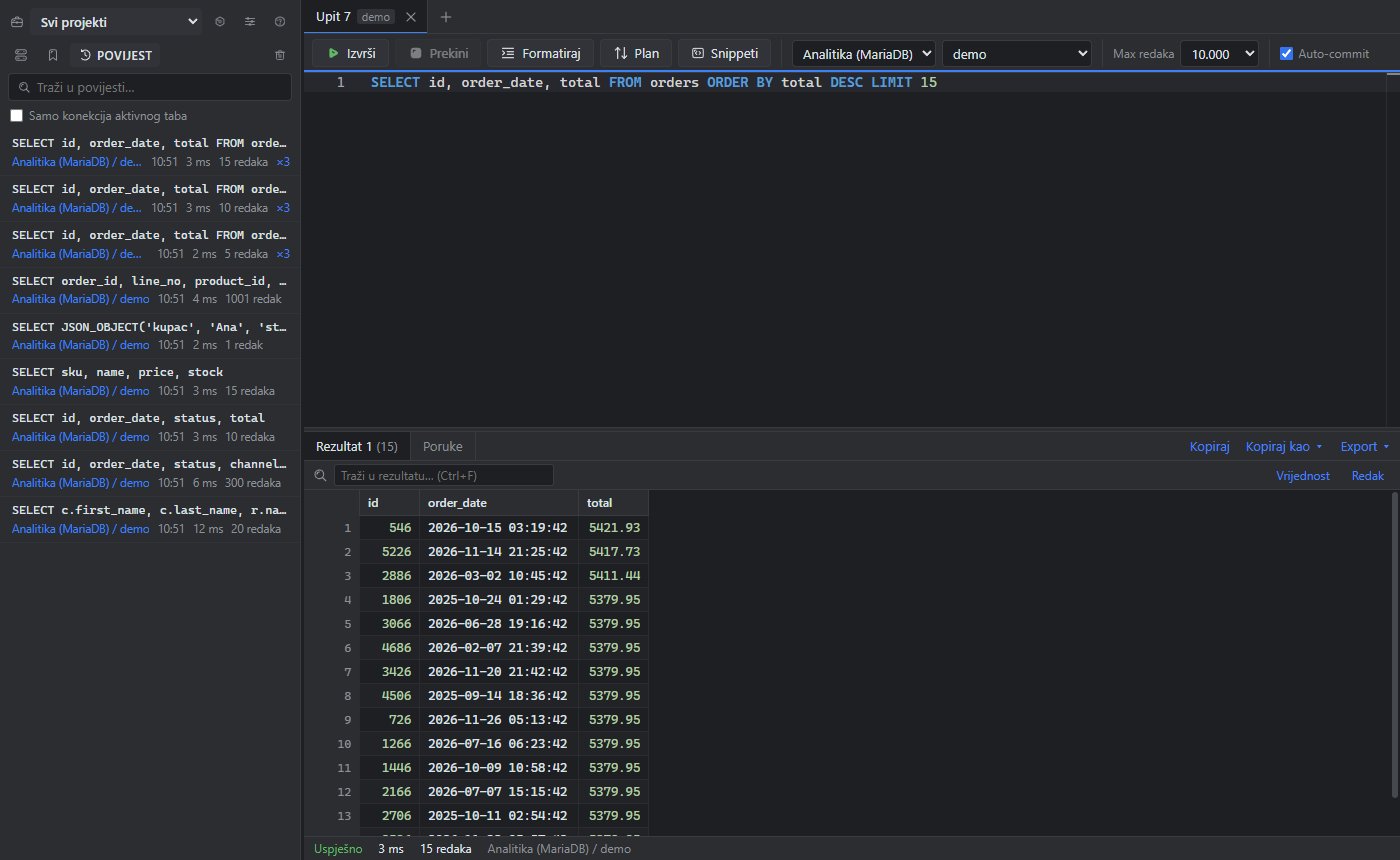 Svi projekti
POVIJEST
Traži u povijesti...
Samo konekcija aktivnog taba
SELECT id, order_date, total FROM orde...
Analitika (MariaDB) / de... 10:51 3 ms 15 redaka ×3
SELECT id, order_date, total FROM orde...
Analitika (MariaDB) / de... 10:51 3 ms 10 redaka ×3
SELECT id, order_date, total FROM orde...
Analitika (MariaDB) / de... 10:51 2 ms 5 redaka ×3
SELECT order_id, line_no, product_id, ...
Analitika (MariaDB) / demo 10:51 4 ms 1001 redak
SELECT JSON_OBJECT('kupac', 'Ana', 'st...
Analitika (MariaDB) / demo 10:51 2 ms 1 redak
SELECT sku, name, price, stock
Analitika (MariaDB) / demo 10:51 3 ms 15 redaka
SELECT id, order_date, status, total
Analitika (MariaDB) / demo 10:51 3 ms 10 redaka
SELECT id, order_date, status, channel...
Analitika (MariaDB) / demo 10:51 6 ms 300 redaka
SELECT c.first_name, c.last_name, r.na...
Analitika (MariaDB) / demo 10:51 12 ms 20 redaka
Upit 7 demo
Izvrši Prekini Formatiraj Plan Snippeti Analitika (MariaDB) demo Max redaka 10.000 Auto-commit
1 SELECT id, order_date, total FROM orders ORDER BY total DESC LIMIT 15
Rezultat 1 (15) Poruke Kopiraj Kopiraj kao Export
Traži u rezultatu... (Ctrl+F) Vrijednost Redak
id order_date total
1 546 2026-10-15 03:19:42 5421.93
2 5226 2026-11-14 21:25:42 5417.73
3 2886 2026-03-02 10:45:42 5411.44
4 1806 2025-10-24 01:29:42 5379.95
5 3066 2026-06-28 19:16:42 5379.95
6 4686 2026-02-07 21:39:42 5379.95
7 3426 2026-11-20 21:42:42 5379.95
8 4506 2025-09-14 18:36:42 5379.95
9 726 2026-11-26 05:13:42 5379.95
10 1266 2026-07-16 06:23:42 5379.95
11 1446 2026-10-09 10:58:42 5379.95
12 2166 2026-07-07 15:15:42 5379.95
13 2706 2025-10-11 02:54:42 5379.95
Uspješno 3 ms 15 redaka Analitika (MariaDB) / demo